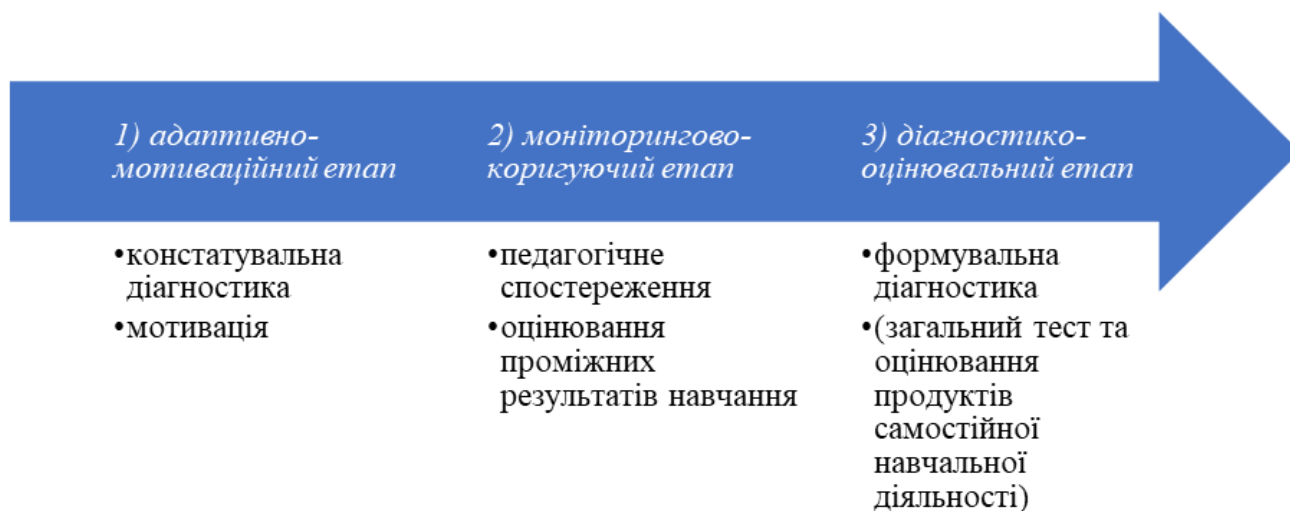 1) адаптивно-
мотиваційний етап
2) моніторингово-
коригуючий етап
3) діагностико-
оцінювальний етап
•констатувальна
діагностика
•мотивація
•педагогічне
спостереження
•оцінювання
проміжних
результатів навчання
•формувальна
діагностика
•(загальний тест та
оцінювання
продуктів
самостійної
навчальної
діяльності)